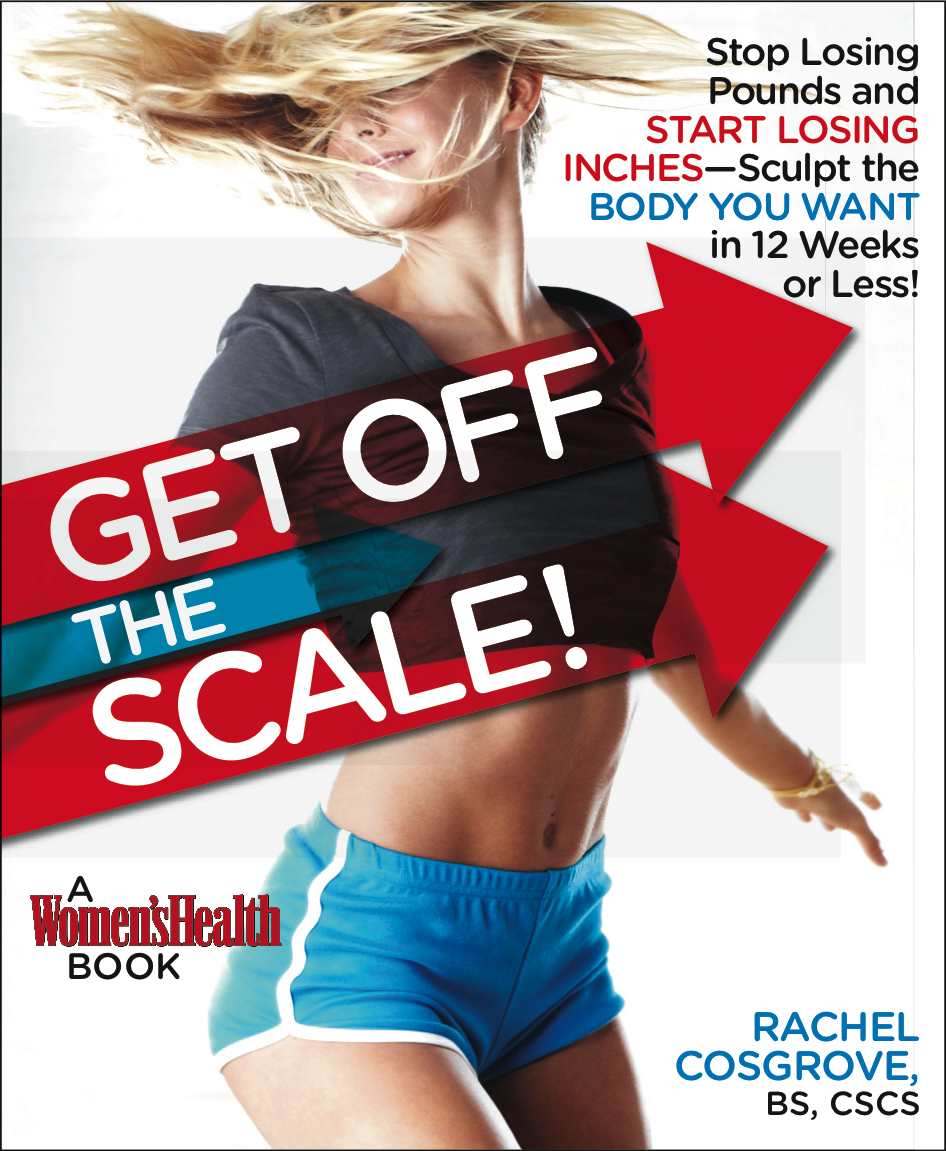 Stop Losing
Pounds and
START LOSING
INCHES—Sculpt the
BODY YOU WANT
in 12 Weeks
or Less!
GET OFF
THE
SCALE!
A
Women'sHealth
BOOK
RACHEL
COSGROVE,
BS, CSCS